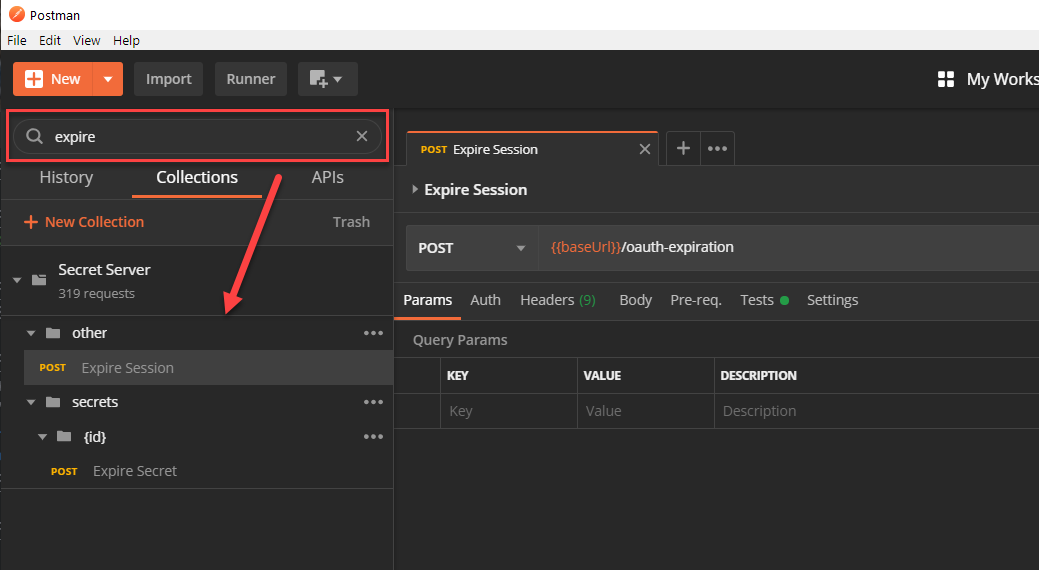 Postman
File Edit View Help
New Import Runner My Works
expire
History Collections APIs
New Collection Trash
Secret Server
319 requests
other
POST Expire Session
secrets
{id}
POST Expire Secret
POST Expire Session
Expire Session
POST {{baseUrl}}/oauth-expiration
Params Auth Headers (9) Body Pre-req. Tests Settings
Query Params
KEY VALUE DESCRIPTION
Key Value Description